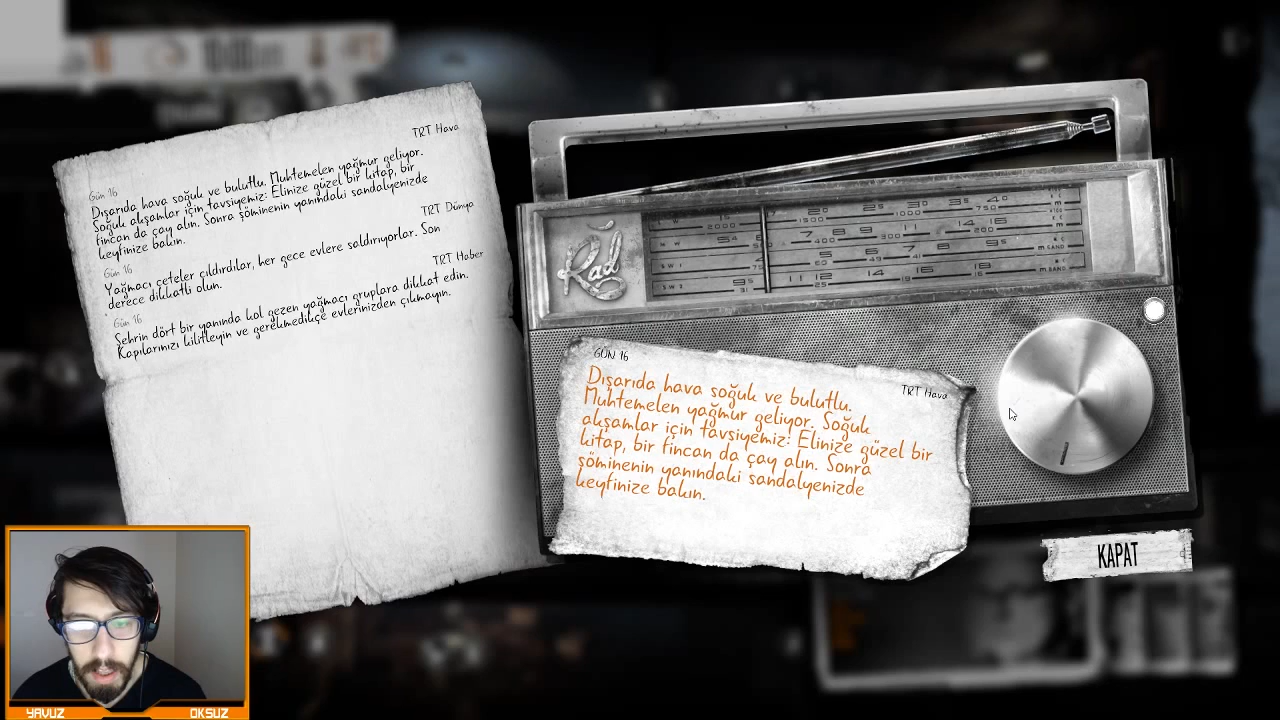 TRT Hava
Gün 16
Dışarıda hava soğuk ve bulutlu. Muhtemelen yağmur geliyor.
Soğuk akşamlar için tavsiyemiz: Elinize güzel bir kitap, bir
fincan da çay alın. Sonra şöminenin yanındaki sandalyenizde
keyfinize bakın.
TRT Dünya
Gün 16
Yağmacı çeteler çıldırdılar, her gece evlere saldırıyorlar. Son
derece dikkatli olun.
TRT Haber
Gün 16
Şehrin dört bir yanında kol gezen yağmacı gruplara dikkat edin.
Kapılarınızı kilitleyin ve gerekmedikçe evlerinizden çıkmayın.
Rad
GÜN 16
TRT Hava
Dışarıda hava soğuk ve bulutlu.
Muhtemelen yağmur geliyor. Soğuk
akşamlar için tavsiyemiz: Elinize güzel bir
kitap, bir fincan da çay alın. Sonra
şöminenin yanındaki sandalyenizde
keyfinize bakın.
KAPAT
YAVUZ
OKSUZ